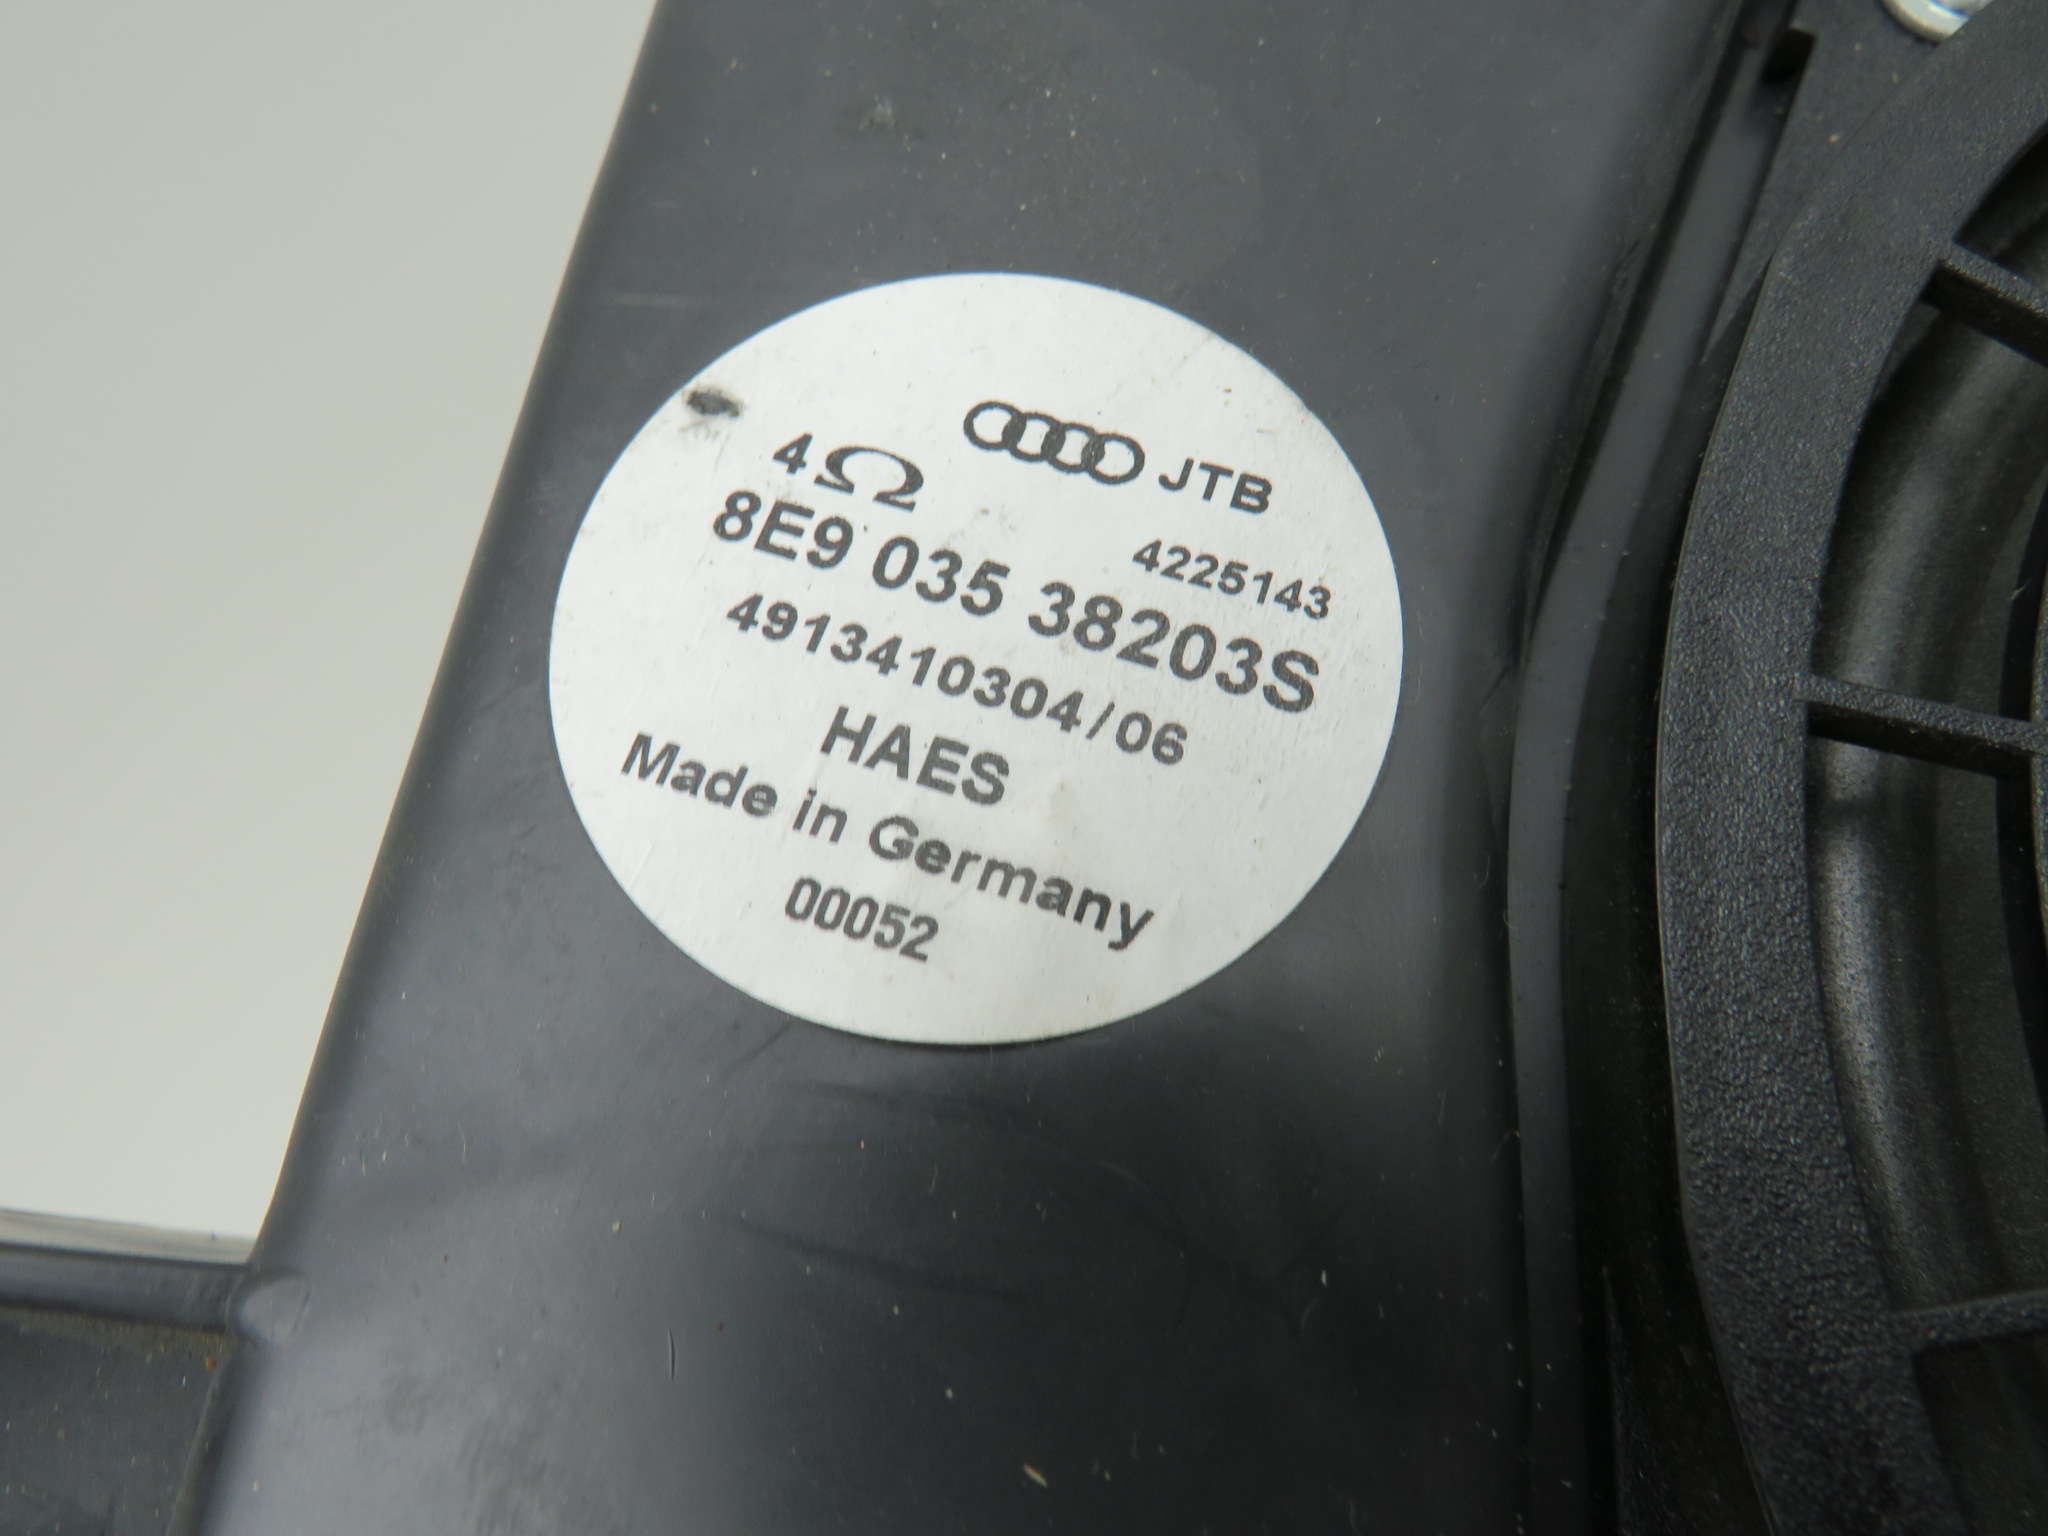 JTB
4Ω
4225143
8E9 035 38203S
4913410304/06
HAES
Made in Germany
00052